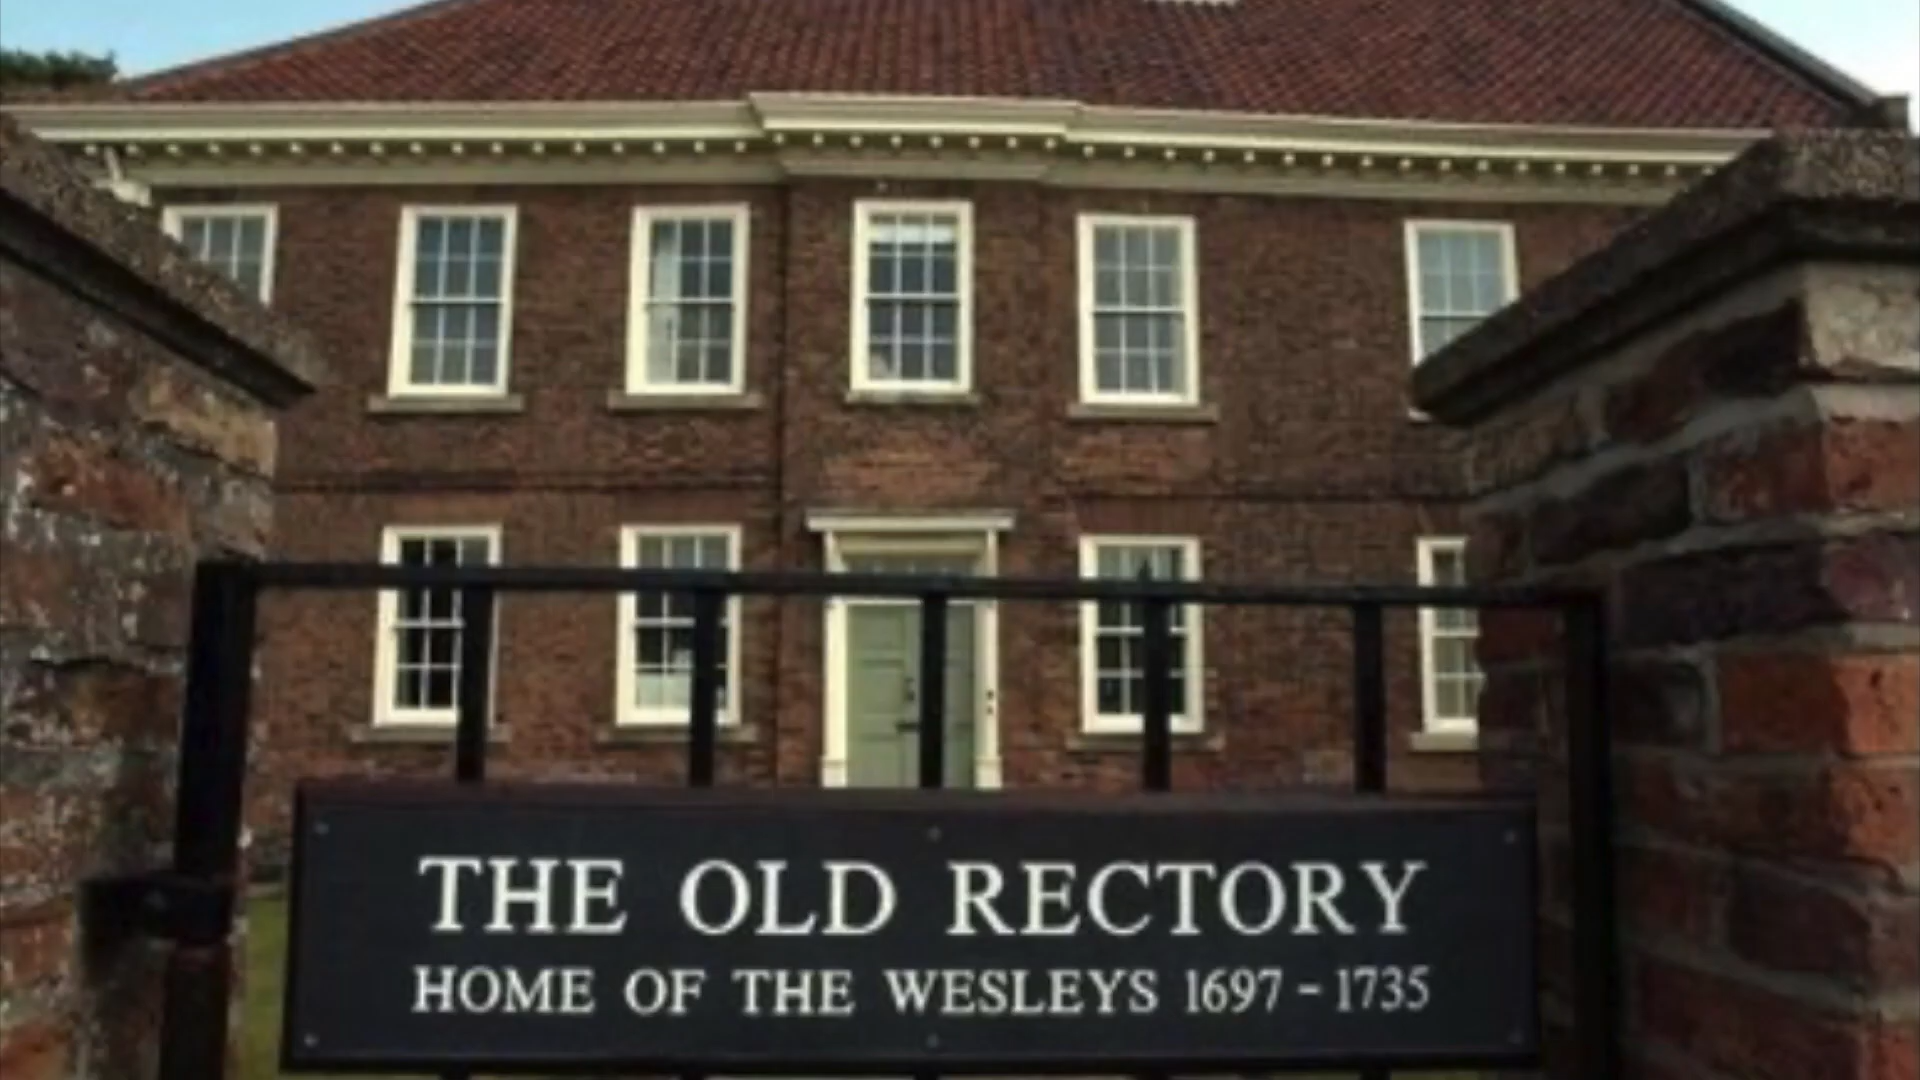 THE OLD RECTORY
HOME OF THE WESLEYS 1697 - 1735